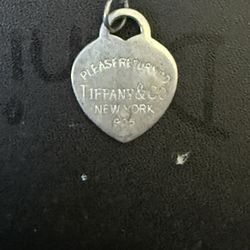 PLEASE RETURN TO
TIFFANY & CO
NEW YORK
925